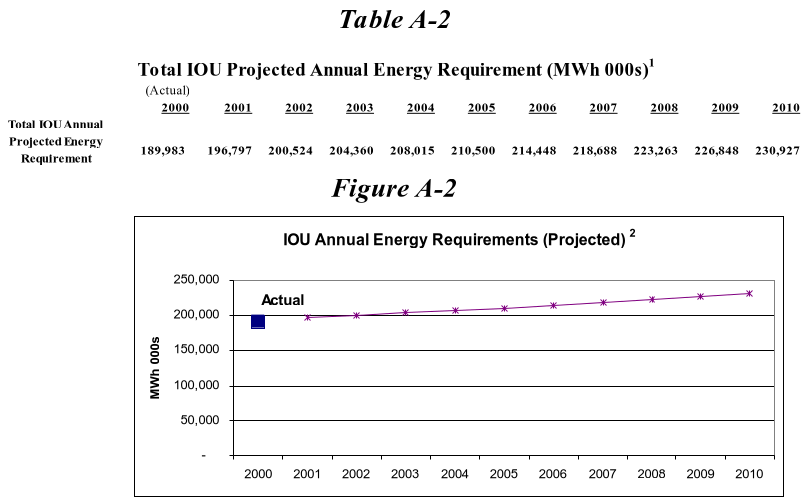 Table A-2
Total IOU Projected Annual Energy Requirement (MWh 000s)1
(Actual)
2000 2001 2002 2003 2004 2005 2006 2007 2008 2009 2010
Total IOU Annual
Projected Energy
Requirement 189,983 196,797 200,524 204,360 208,015 210,500 214,448 218,688 223,263 226,848 230,927
Figure A-2
IOU Annual Energy Requirements (Projected) 2
250,000
Actual
200,000
150,000
100,000
50,000
-
MWh 000s
2000 2001 2002 2003 2004 2005 2006 2007 2008 2009 2010